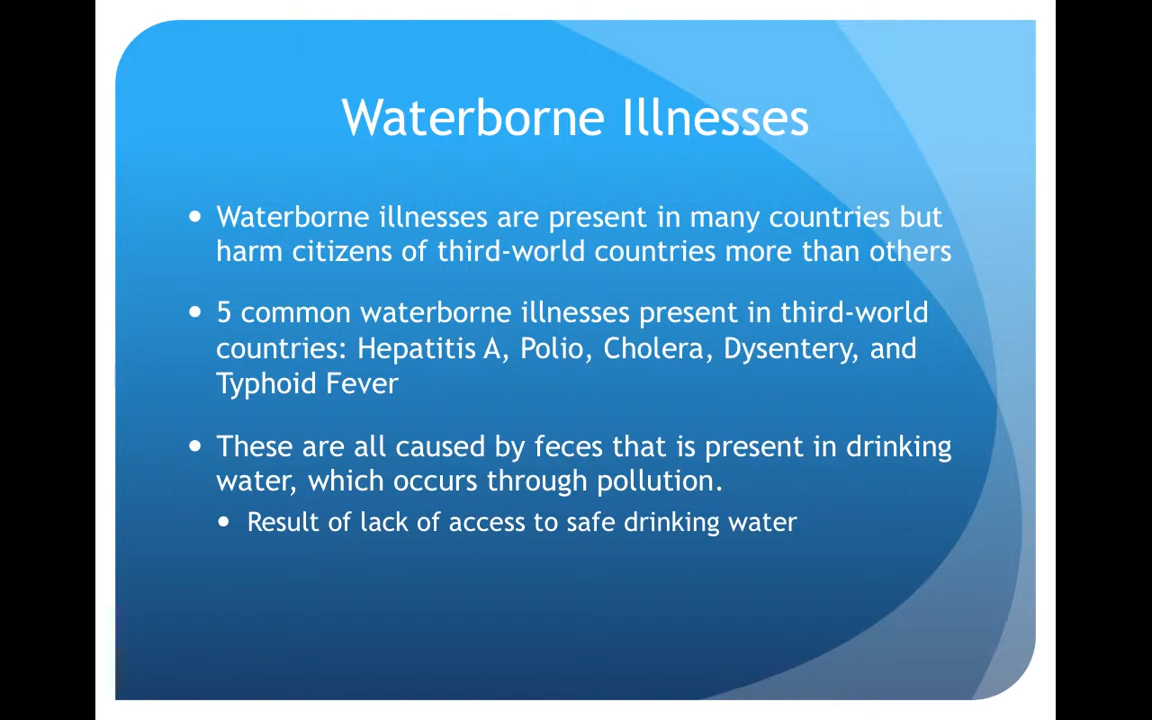 Waterborne Illnesses
• Waterborne illnesses are present in many countries but
harm citizens of third-world countries more than others
• 5 common waterborne illnesses present in third-world
countries: Hepatitis A, Polio, Cholera, Dysentery, and
Typhoid Fever
• These are all caused by feces that is present in drinking
water, which occurs through pollution.
• Result of lack of access to safe drinking water